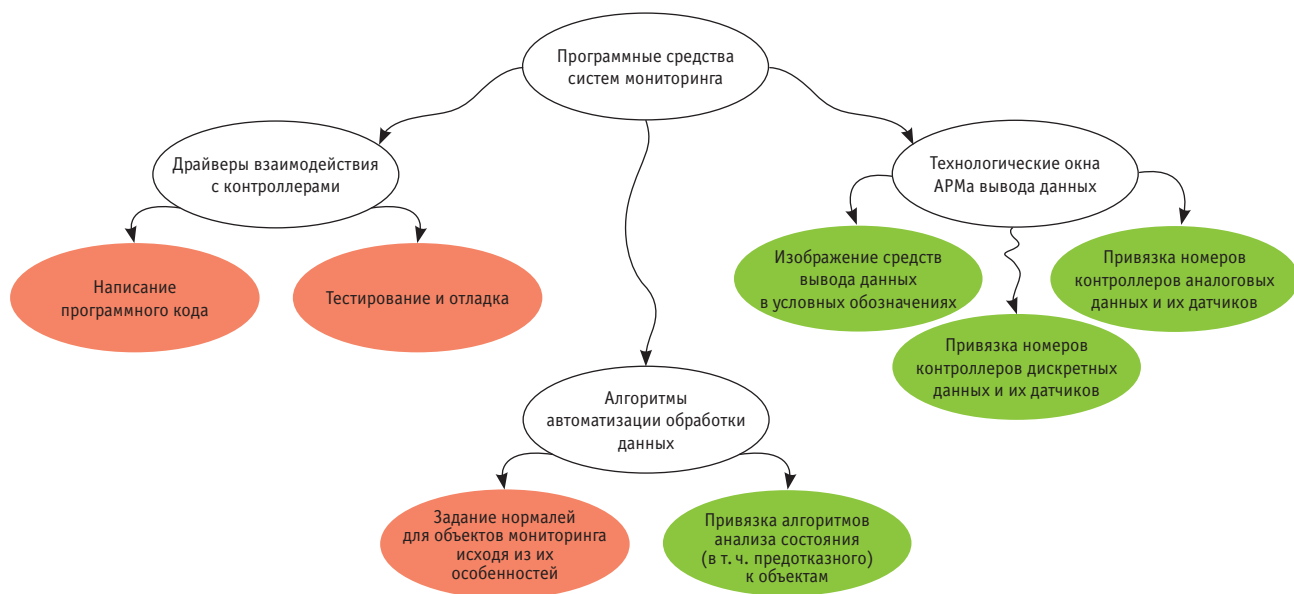 Программные средства
систем мониторинга
Драйверы взаимодействия
с контроллерами
Технологические окна
АРМа вывода данных
Написание
программного кода
Тестирование и отладка
Изображение средств
вывода данных
в условных обозначениях
Привязка номеров
контроллеров аналоговых
данных и их датчиков
Привязка номеров
контроллеров дискретных
данных и их датчиков
Алгоритмы
автоматизации обработки
данных
Задание нормалей
для объектов мониторинга
исходя из их
особенностей
Привязка алгоритмов
анализа состояния
(в т. ч. предотказного)
к объектам